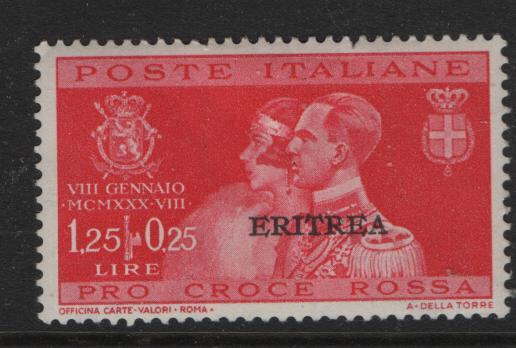 POSTE ITALIANE
VIII GENNAIO
·MCMXXX·VIII·
1,25 + 0,25
LIRE
ERITREA
PRO CROCE ROSSA
OFFICINA CARTE-VALORI·ROMA·
A·DELLA TORRE